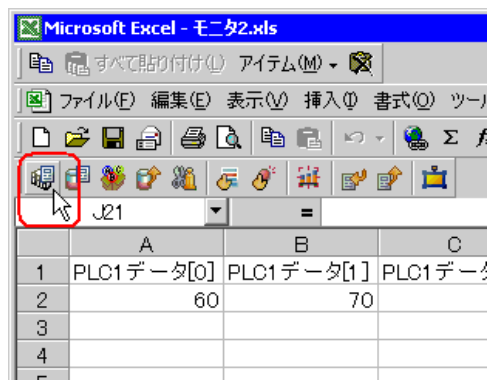 Microsoft Excel - モニタ2.xls
すべて貼り付け(L) アイテム(M)
ファイル(F) 編集(E) 表示(V) 挿入(I) 書式(O) ツー
Σ
J21 =
A B C
1 PLC1データ[0] PLC1データ[1] PLC1デー
2 60 70
3
4